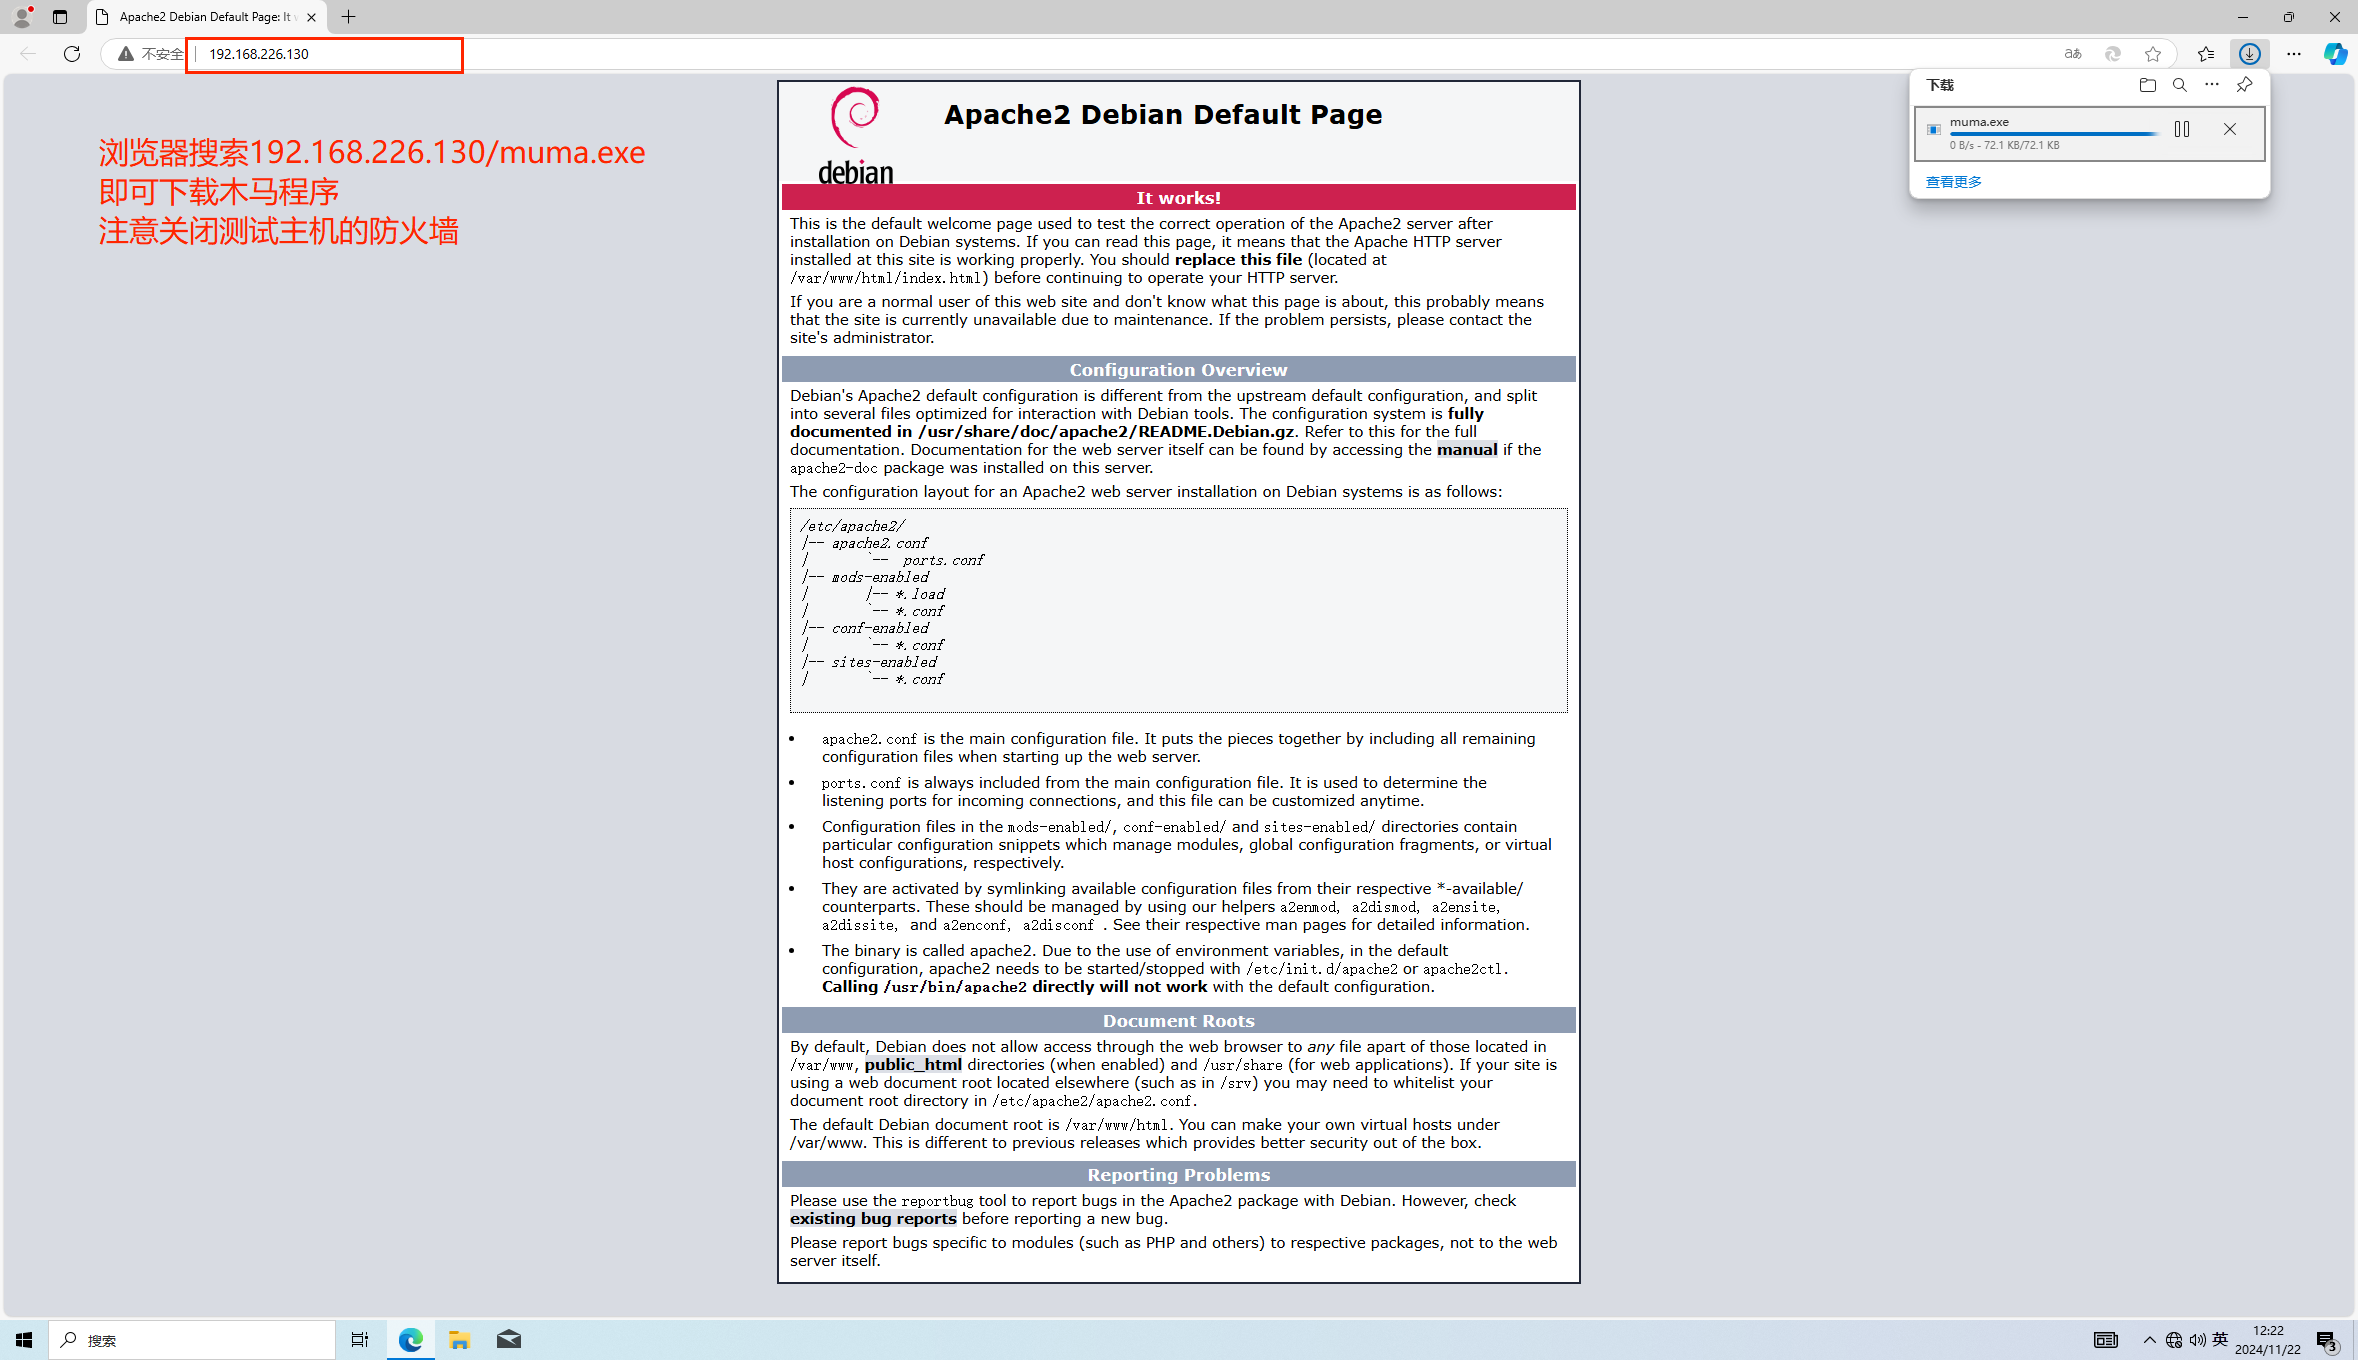 Apache2 Debian Default Page: It w
不安全
192.168.226.130
aあ
下载
muma.exe
0 B/s - 72.1 KB/72.1 KB
查看更多
浏览器搜索192.168.226.130/muma.exe
即可下载木马程序
注意关闭测试主机的防火墙
debian
Apache2 Debian Default Page
It works!
This is the default welcome page used to test the correct operation of the Apache2 server after
installation on Debian systems. If you can read this page, it means that the Apache HTTP server
installed at this site is working properly. You should replace this file (located at
/var/www/html/index.html) before continuing to operate your HTTP server.
If you are a normal user of this web site and don't know what this page is about, this probably means
that the site is currently unavailable due to maintenance. If the problem persists, please contact the
site's administrator.
Configuration Overview
Debian's Apache2 default configuration is different from the upstream default configuration, and split
into several files optimized for interaction with Debian tools. The configuration system is fully
documented in /usr/share/doc/apache2/README.Debian.gz. Refer to this for the full
documentation. Documentation for the web server itself can be found by accessing the manual if the
apache2-doc package was installed on this server.
The configuration layout for an Apache2 web server installation on Debian systems is as follows:
/etc/apache2/
|-- apache2.conf
|       `--  ports.conf
|-- mods-enabled
|       |-- *.load
|       `-- *.conf
|-- conf-enabled
|       `-- *.conf
|-- sites-enabled
|       `-- *.conf
• apache2.conf is the main configuration file. It puts the pieces together by including all remaining
configuration files when starting up the web server.
• ports.conf is always included from the main configuration file. It is used to determine the
listening ports for incoming connections, and this file can be customized anytime.
• Configuration files in the mods-enabled/, conf-enabled/ and sites-enabled/ directories contain
particular configuration snippets which manage modules, global configuration fragments, or virtual
host configurations, respectively.
• They are activated by symlinking available configuration files from their respective *-available/
counterparts. These should be managed by using our helpers a2enmod, a2dismod, a2ensite,
a2dissite, and a2enconf, a2disconf . See their respective man pages for detailed information.
• The binary is called apache2. Due to the use of environment variables, in the default
configuration, apache2 needs to be started/stopped with /etc/init.d/apache2 or apache2ctl.
Calling /usr/bin/apache2 directly will not work with the default configuration.
Document Roots
By default, Debian does not allow access through the web browser to any file apart of those located in
/var/www, public_html directories (when enabled) and /usr/share (for web applications). If your site is
using a web document root located elsewhere (such as in /srv) you may need to whitelist your
document root directory in /etc/apache2/apache2.conf.
The default Debian document root is /var/www/html. You can make your own virtual hosts under
/var/www. This is different to previous releases which provides better security out of the box.
Reporting Problems
Please use the reportbug tool to report bugs in the Apache2 package with Debian. However, check
existing bug reports before reporting a new bug.
Please report bugs specific to modules (such as PHP and others) to respective packages, not to the web
server itself.
搜索
英
12:22
2024/11/22
3